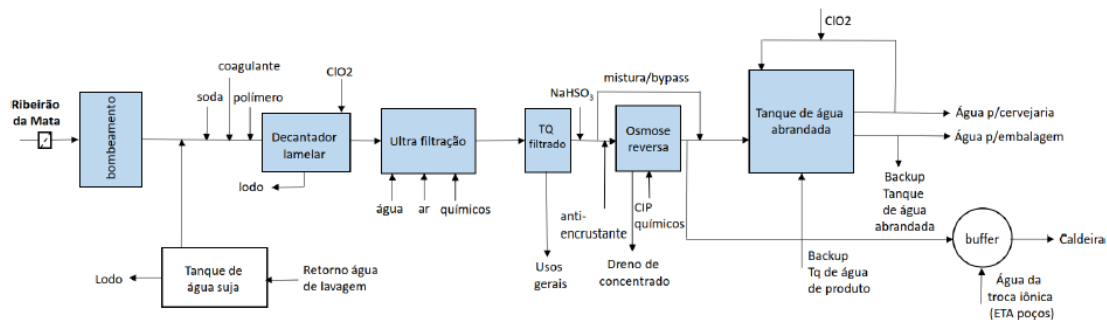 ClO2
coagulante
ClO2
mistura/bypass
soda
polímero
NaHSO3
Ribeirão
da Mata
bombeamento
Decantador
lamelar
Ultra filtração
TQ
filtrado
Osmose
reversa
Tanque de água
abrandada
Água p/cervejaria
Água p/embalagem
lodo
água
ar
químicos
anti-
encrustante
CIP
químicos
Backup
Tanque
de água
abrandada
Lodo
Tanque de
água suja
Retorno água
de lavagem
Usos
gerais
Dreno de
concentrado
Backup
Tq de água
de produto
buffer
Caldeira
Água da
troca iônica
(ETA poços)